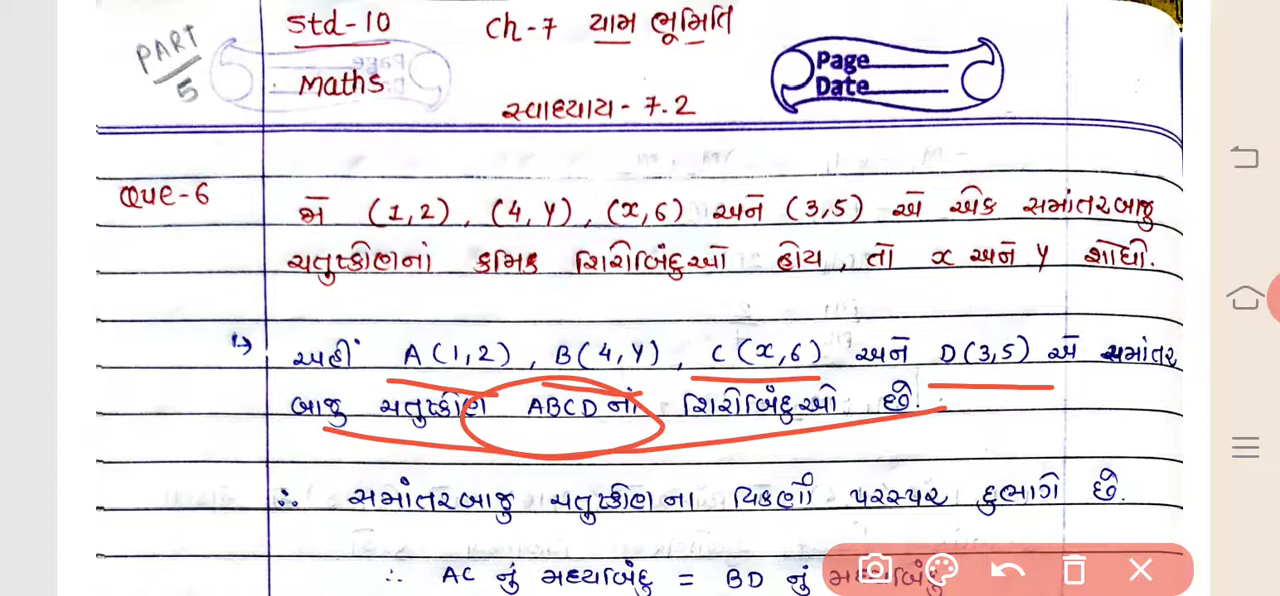 PART 5
Std-10 Ch-7 યામ ભૂમિતિ
Maths
Page
Date
સ્વાધ્યાય - 7.2
Que-6
જો (1,2), (4,y), (x,6) અને (3,5) એ એક સમાંતરબાજુ
ચતુષ્કોણનાં ક્રમિક શિરોબિંદુઓ હોય, તો x અને y શોધો.
અહીં A(1,2), B(4,y), C(x,6) અને D(3,5) એ સમાંતર
બાજુ ચતુષ્કોણ ABCD નાં શિરોબિંદુઓ છે.
∴ સમાંતરબાજુ ચતુષ્કોણના વિકર્ણો પરસ્પર દુભાગે છે.
∴ AC નું મધ્યબિંદુ = BD નું મધ્યબિંદુ